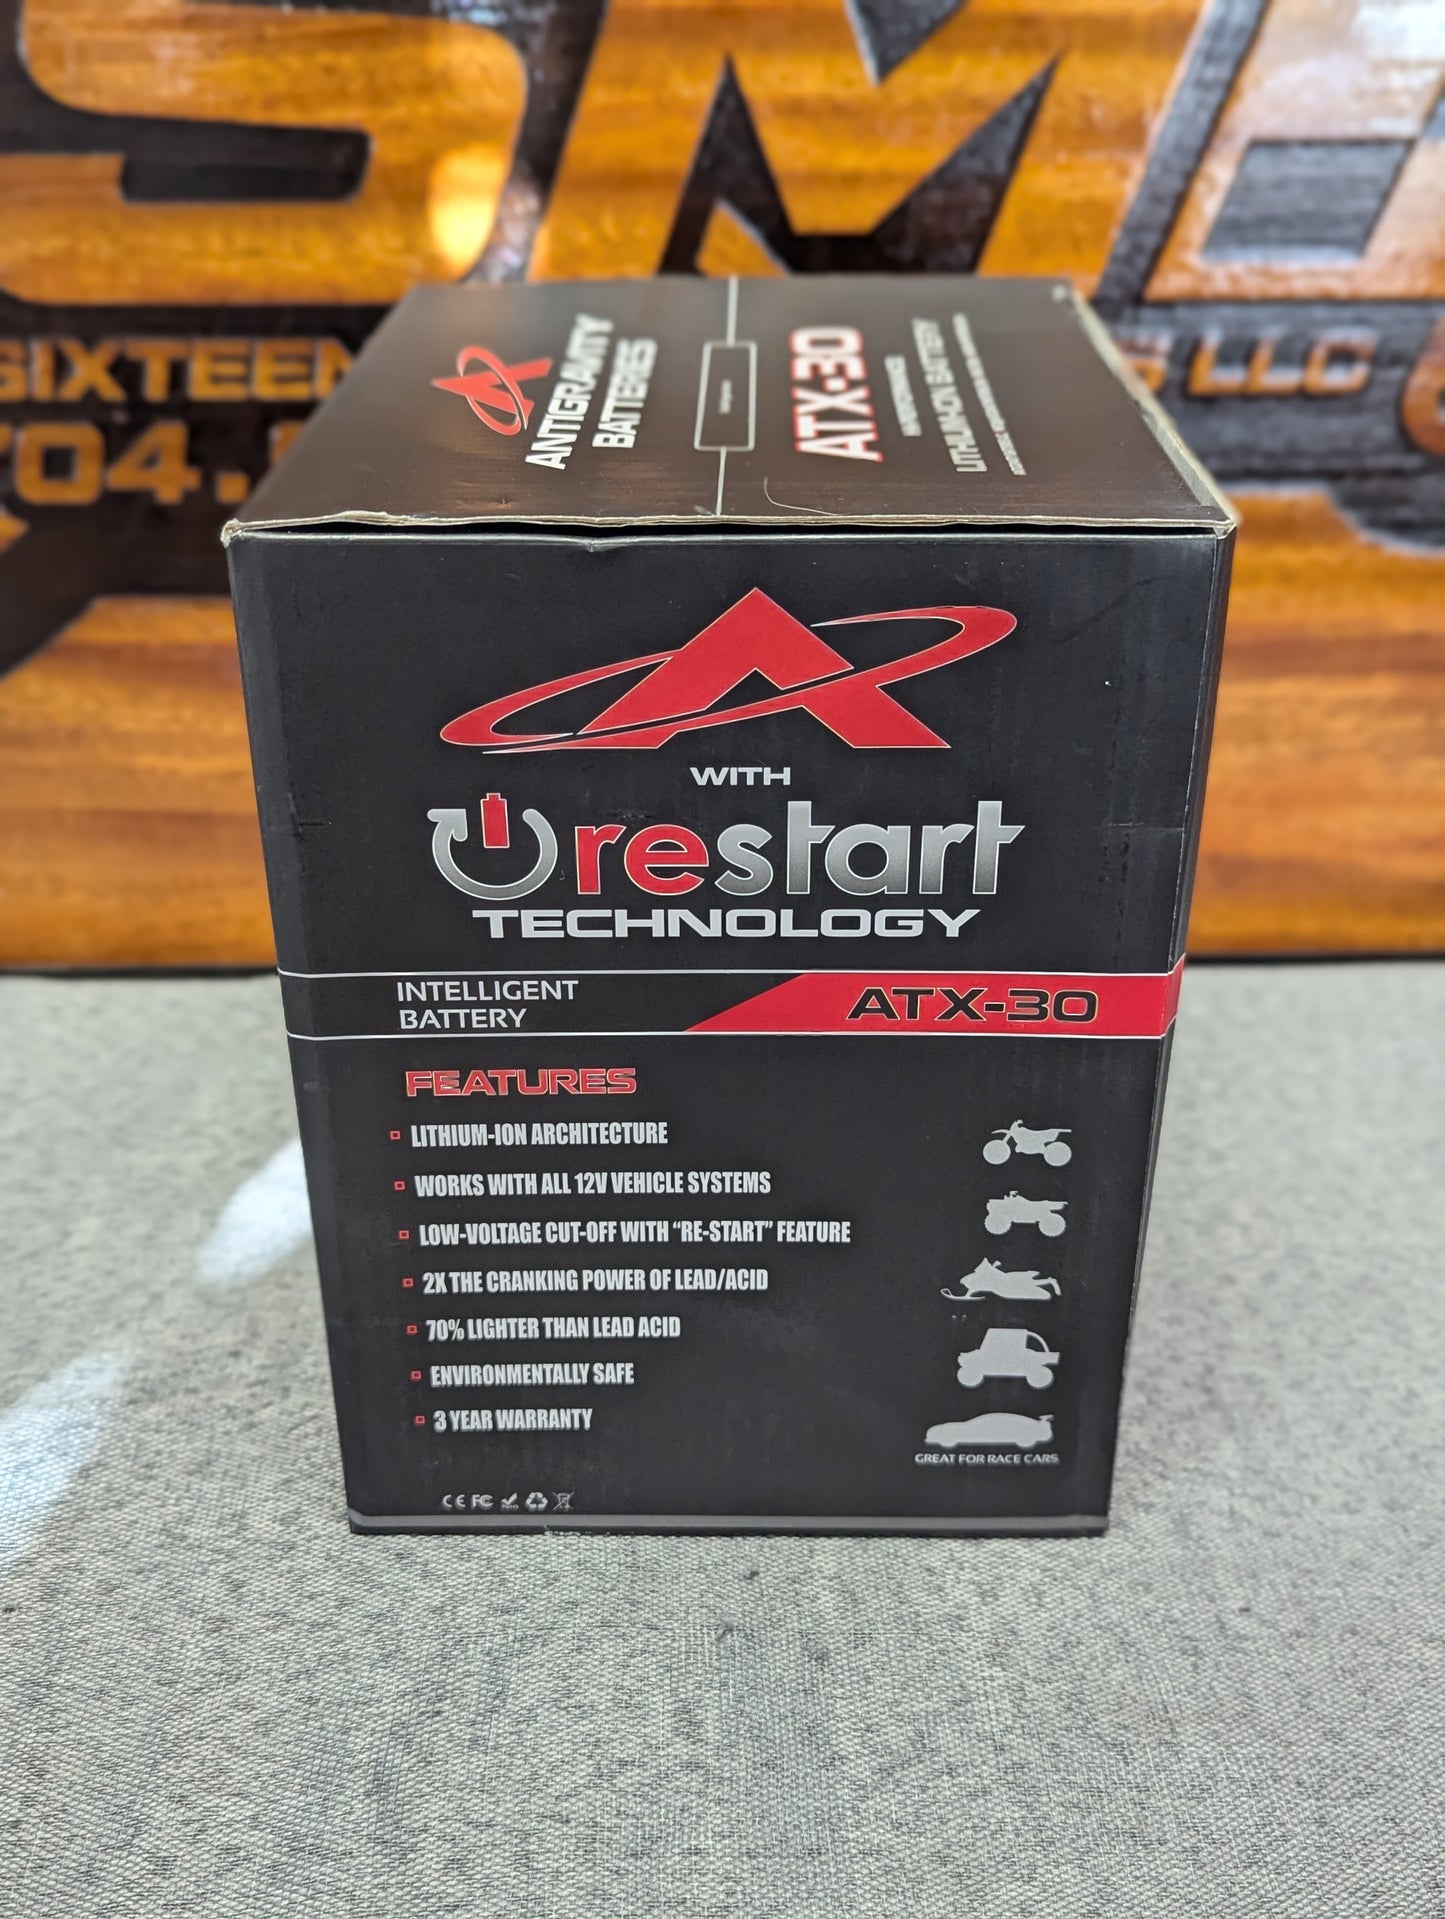 SM
SIXTEEN
LLC
704.
ANTIGRAVITY
BATTERIES
ATX-30
HI-PERFORMANCE
LITHIUM-ION BATTERY
WITH
restart
TECHNOLOGY
INTELLIGENT
BATTERY
ATX-30
FEATURES
LITHIUM-ION ARCHITECTURE
WORKS WITH ALL 12V VEHICLE SYSTEMS
LOW-VOLTAGE CUT-OFF WITH “RE-START” FEATURE
2X THE CRANKING POWER OF LEAD/ACID
70% LIGHTER THAN LEAD ACID
ENVIRONMENTALLY SAFE
3 YEAR WARRANTY
GREAT FOR RACE CARS
CE FC